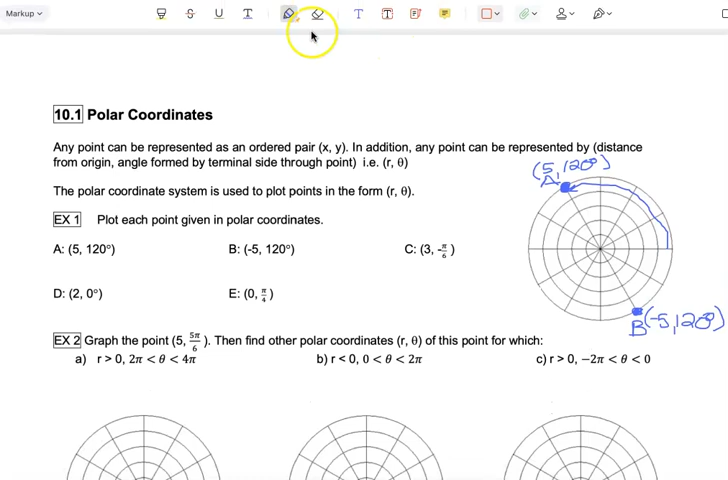 Markup
S U T T T
10.1 Polar Coordinates
Any point can be represented as an ordered pair (x, y). In addition, any point can be represented by (distance
from origin, angle formed by terminal side through point) i.e. (r, θ)
(5, 120°)
A
The polar coordinate system is used to plot points in the form (r, θ).
EX 1 Plot each point given in polar coordinates.
A: (5, 120°) B: (-5, 120°) C: (3, -π/6)
D: (2, 0°) E: (0, π/4)
B (-5, 120°)
EX 2 Graph the point (5, 5π/6). Then find other polar coordinates (r, θ) of this point for which:
a) r > 0, 2π < θ < 4π b) r < 0, 0 < θ < 2π c) r > 0, −2π < θ < 0